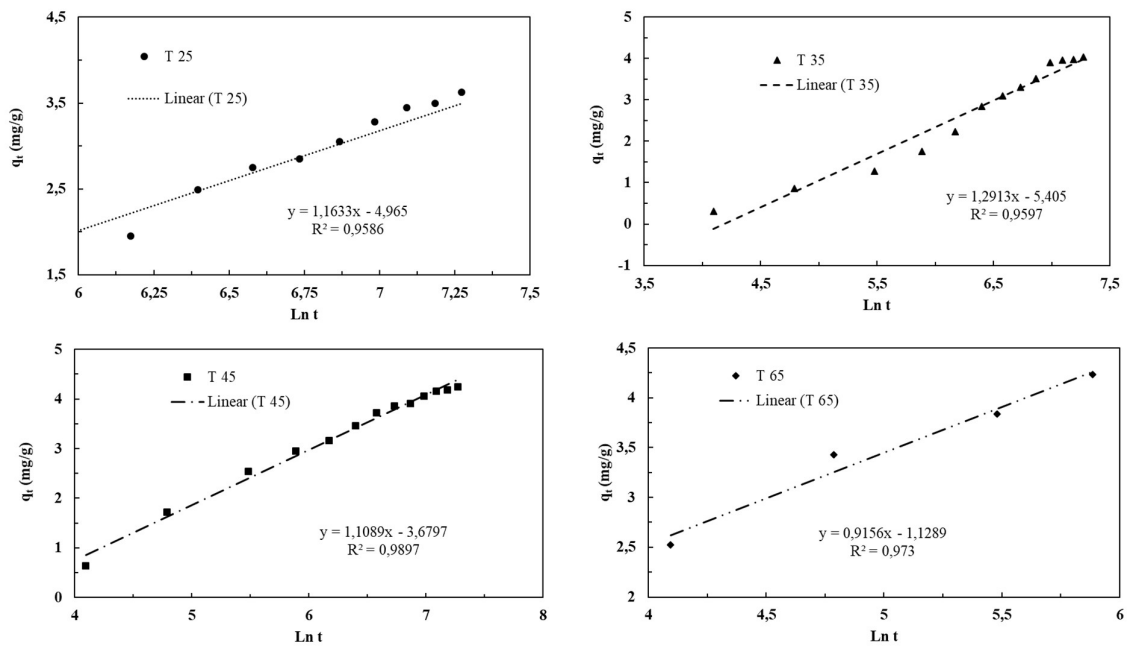 4,5
3,5
2,5
1,5
qt (mg/g)
T 25
Linear (T 25)
y = 1,1633x - 4,965
R² = 0,9586
6 6,25 6,5 6,75 7 7,25 7,5
Ln t
5
4
3
2
1
0
-1
qt (mg/g)
T 35
Linear (T 35)
y = 1,2913x - 5,405
R² = 0,9597
3,5 4,5 5,5 6,5 7,5
Ln t
5
4
3
2
1
0
qt (mg/g)
T 45
Linear (T 45)
y = 1,1089x - 3,6797
R² = 0,9897
4 5 6 7 8
Ln t
4,5
4
3,5
3
2,5
2
qt (mg/g)
T 65
Linear (T 65)
y = 0,9156x - 1,1289
R² = 0,973
4 4,5 5 5,5 6
Ln t